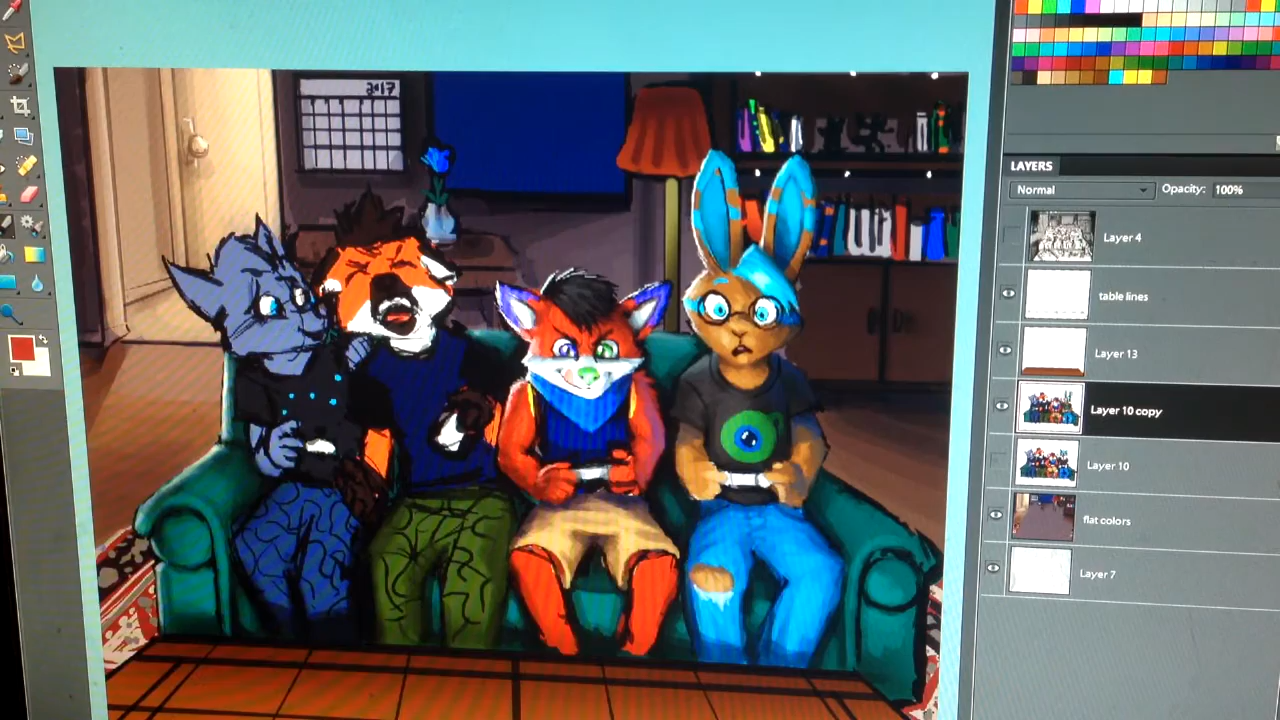 2017
LAYERS
Normal
Opacity: 100%
Layer 4
table lines
Layer 13
Layer 10 copy
Layer 10
flat colors
Layer 7